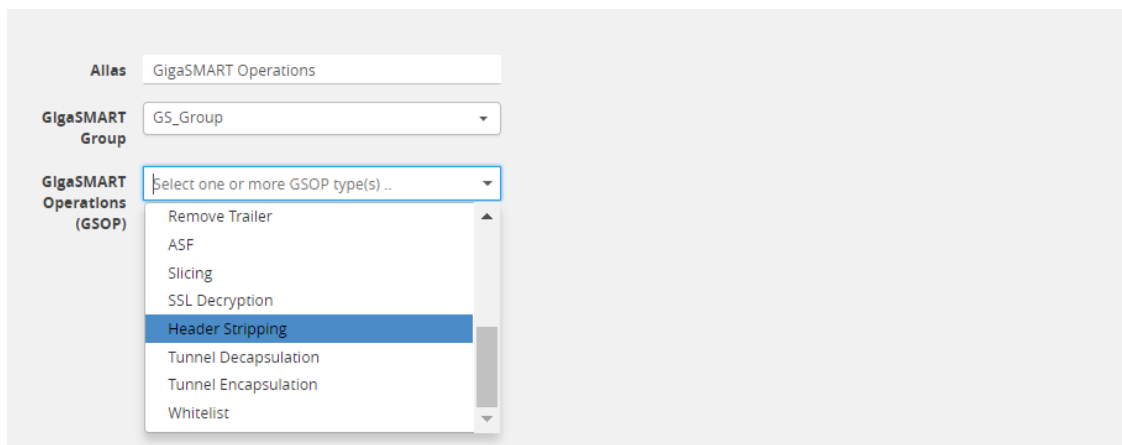 Alias
GigaSMART Operations
GigaSMART
Group
GS_Group
GigaSMART
Operations
(GSOP)
Select one or more GSOP type(s) ..
Remove Trailer
ASF
Slicing
SSL Decryption
Header Stripping
Tunnel Decapsulation
Tunnel Encapsulation
Whitelist